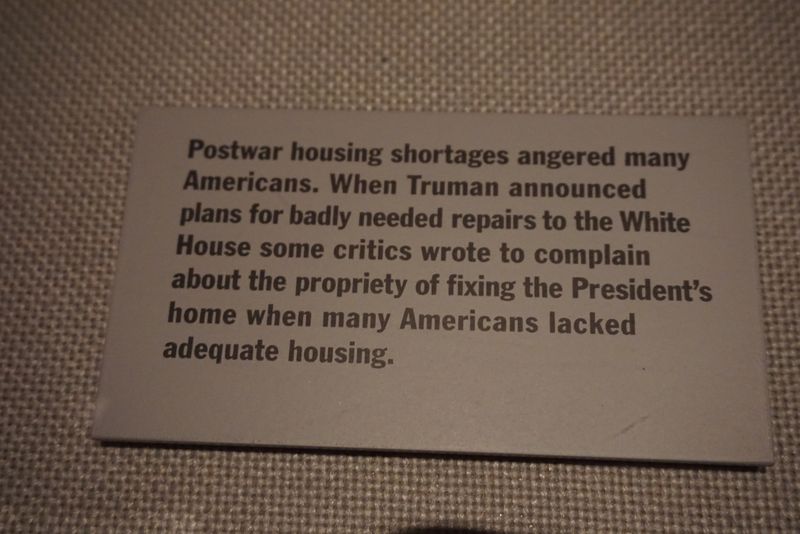 Postwar housing shortages angered many
Americans. When Truman announced
plans for badly needed repairs to the White
House some critics wrote to complain
about the propriety of fixing the President's
home when many Americans lacked
adequate housing.